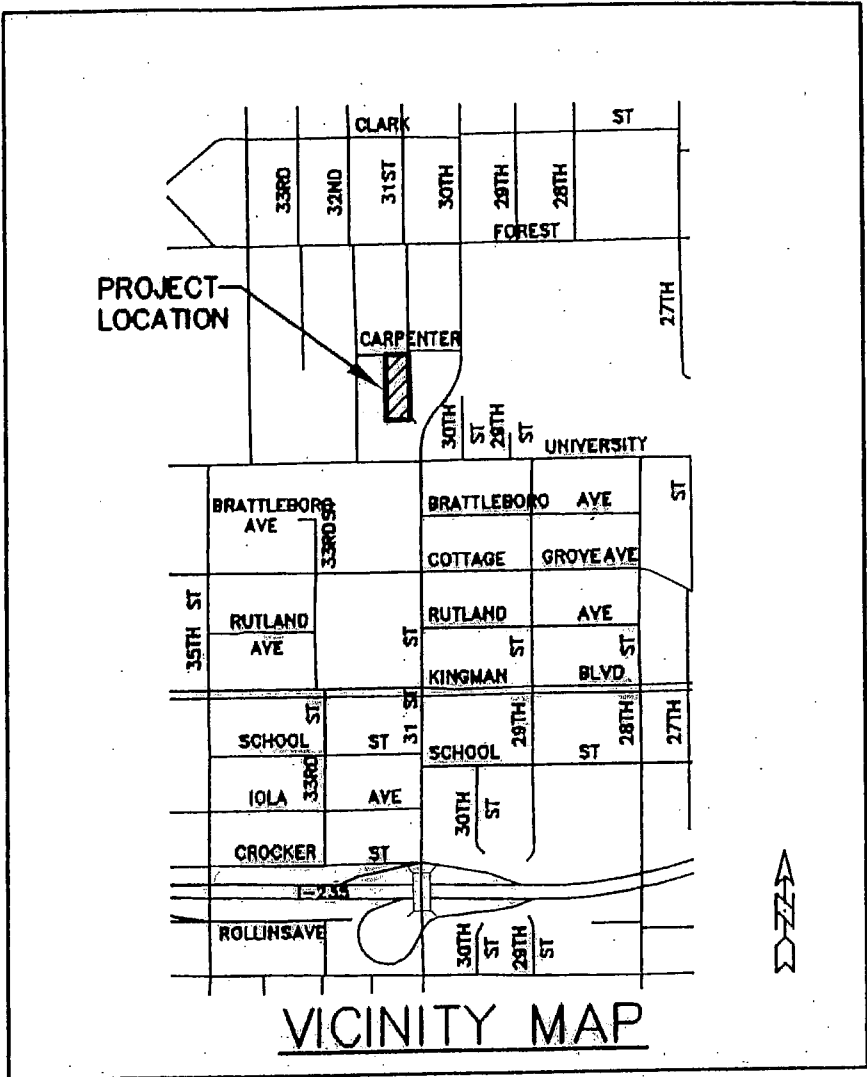 CLARK
ST
33RD
32ND
31ST
30TH
29TH
28TH
FOREST
27TH
PROJECT
LOCATION
CARPENTER
30TH
ST
29TH
ST
UNIVERSITY
BRATTLEBORO
AVE
33RD ST
BRATTLEBORO AVE
ST
COTTAGE GROVE AVE
35TH ST
RUTLAND
AVE
ST
RUTLAND AVE
ST
ST
KINGMAN BLVD
31 ST
SCHOOL ST
33RD
ST
SCHOOL ST
29TH
28TH
27TH
IOLA AVE
30TH
ST
CROCKER ST
I-235
ROLLINSAVE
30TH
ST
29TH
ST
N
VICINITY MAP